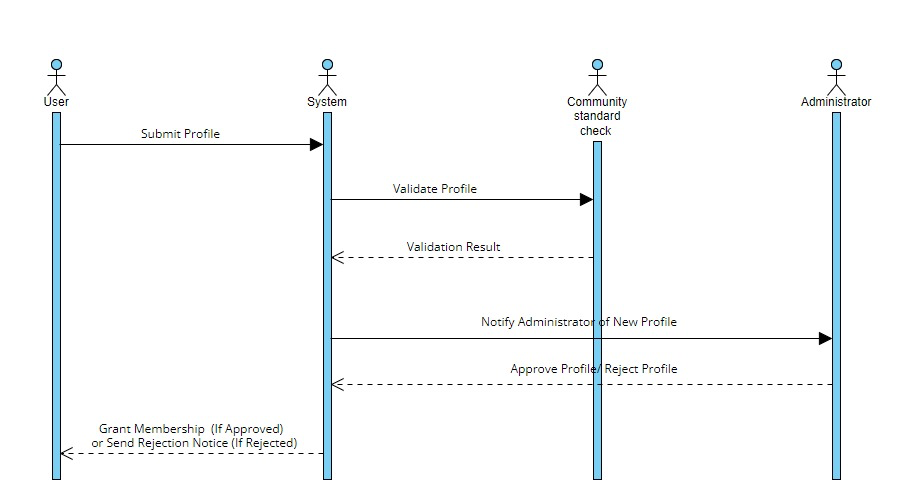 User
System
Community
standard
check
Administrator
Submit Profile
Validate Profile
Validation Result
Notify Administrator of New Profile
Approve Profile/ Reject Profile
Grant Membership (If Approved)
or Send Rejection Notice (If Rejected)